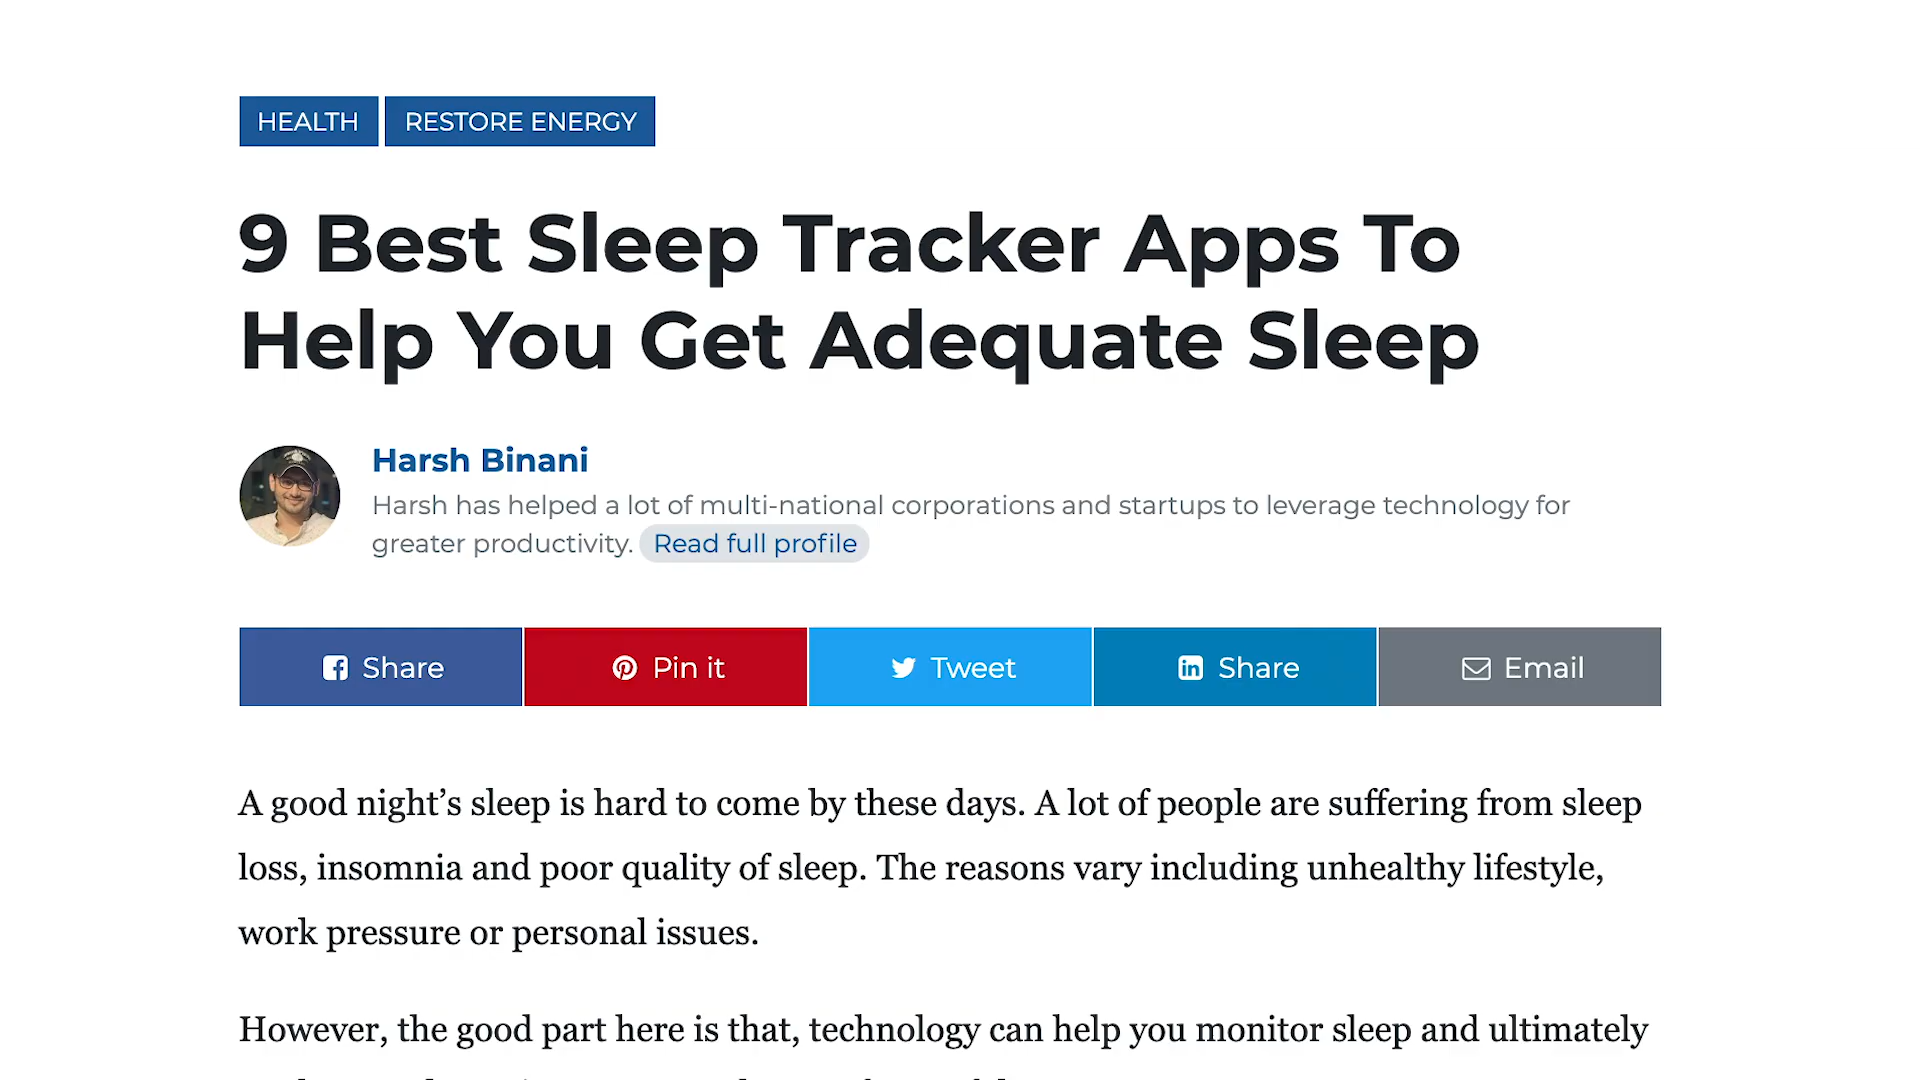 HEALTH RESTORE ENERGY
9 Best Sleep Tracker Apps To
Help You Get Adequate Sleep
Harsh Binani
Harsh has helped a lot of multi-national corporations and startups to leverage technology for
greater productivity. Read full profile
Share Pin it Tweet Share Email
A good night’s sleep is hard to come by these days. A lot of people are suffering from sleep
loss, insomnia and poor quality of sleep. The reasons vary including unhealthy lifestyle,
work pressure or personal issues.
However, the good part here is that, technology can help you monitor sleep and ultimately